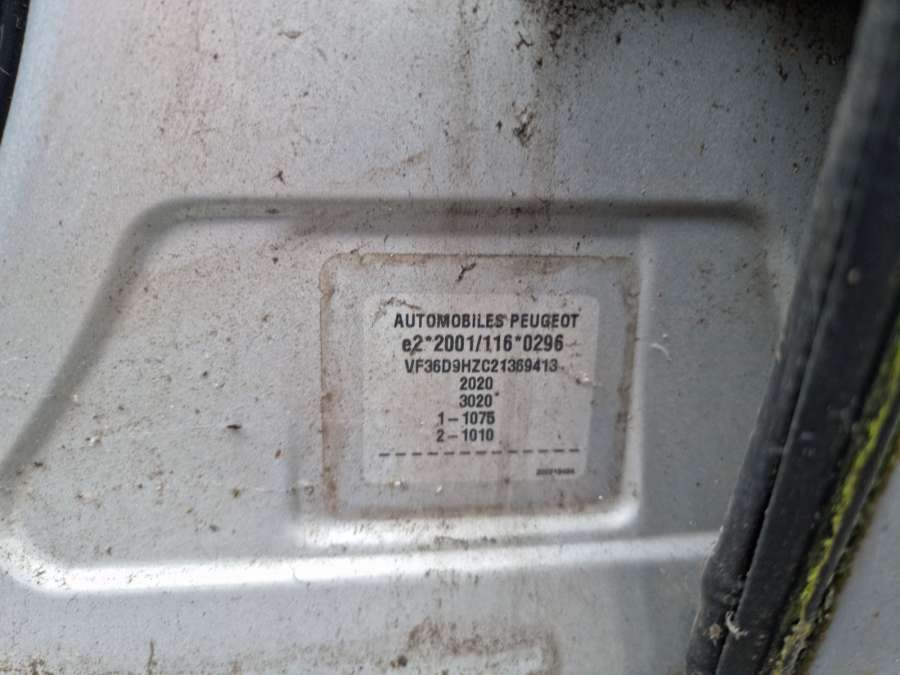 AUTOMOBILES PEUGEOT
e2*2001/116*0296
VF36D9HZC21369413
2020
3020
1-1075
2-1010